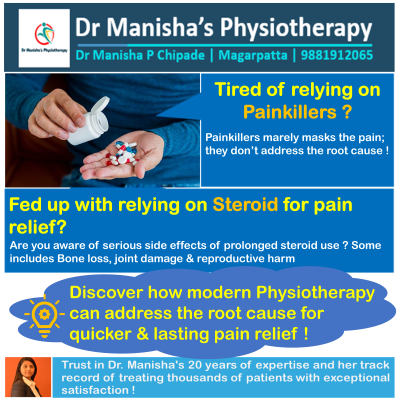 Dr Manisha's Physiotherapy
Dr Manisha's Physiotherapy
Dr Manisha P Chipade | Magarpatta | 9881912065
Tired of relying on
Painkillers ?
Painkillers marely masks the pain;
they don't address the root cause !
Fed up with relying on Steroid for pain
relief?
Are you aware of serious side effects of prolonged steroid use ? Some
includes Bone loss, joint damage & reproductive harm
Discover how modern Physiotherapy
can address the root cause for
quicker & lasting pain relief !
Trust in Dr. Manisha's 20 years of expertise and her track
record of treating thousands of patients with exceptional
satisfaction !